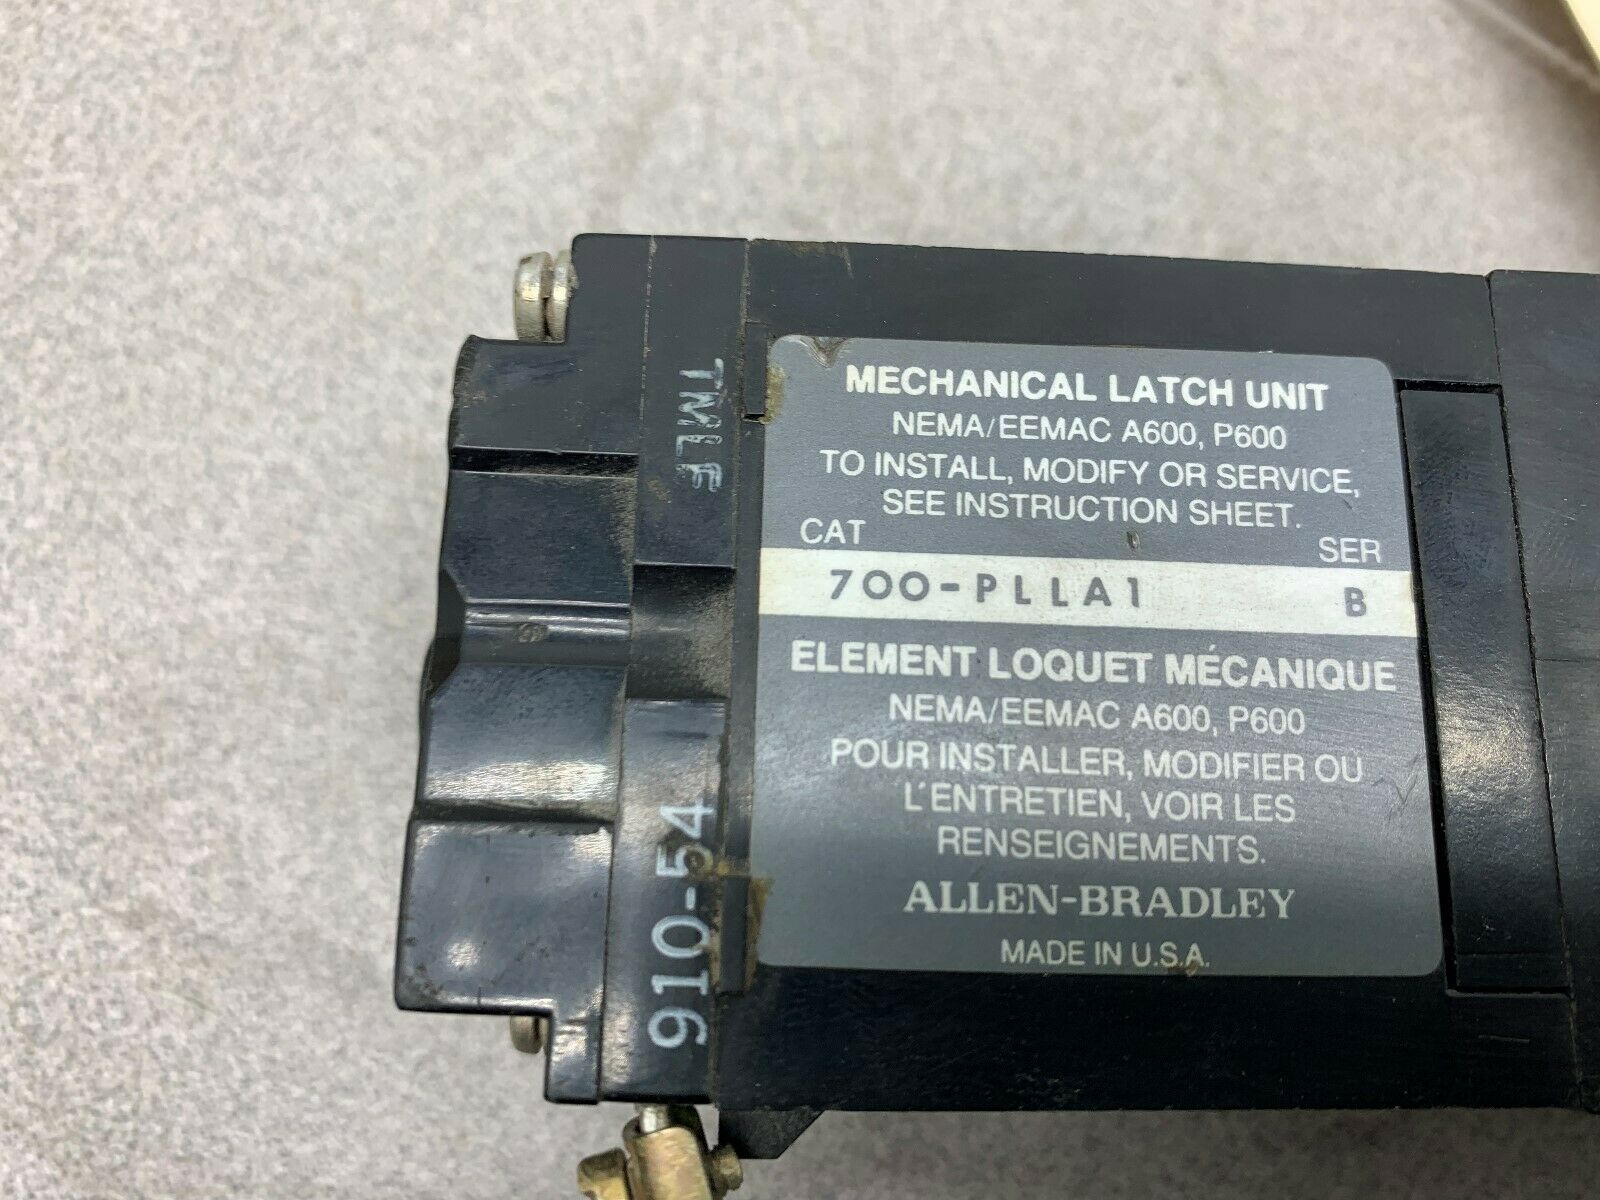 MECHANICAL LATCH UNIT
NEMA/EEMAC A600, P600
TO INSTALL, MODIFY OR SERVICE,
SEE INSTRUCTION SHEET.
CAT SER
700-PLLA1 B
ELEMENT LOQUET MÉCANIQUE
NEMA/EEMAC A600, P600
POUR INSTALLER, MODIFIER OU
L'ENTRETIEN, VOIR LES
RENSEIGNEMENTS.
ALLEN-BRADLEY
MADE IN U.S.A.
910-54